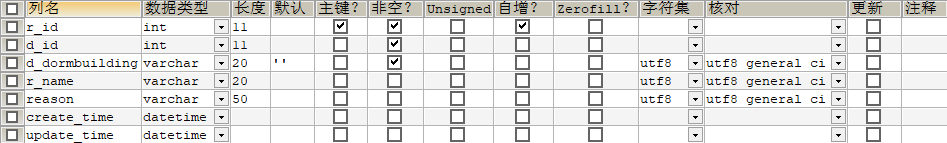 列名 数据类型 长度 默认 主键? 非空? Unsigned 自增? Zerofill? 字符集 核对 更新 注释
r_id int 11
d_id int 11
d_dormbuilding varchar 20 '' utf8 utf8_general_ci
r_name varchar 20 utf8 utf8_general_ci
reason varchar 50 utf8 utf8_general_ci
create_time datetime
update_time datetime